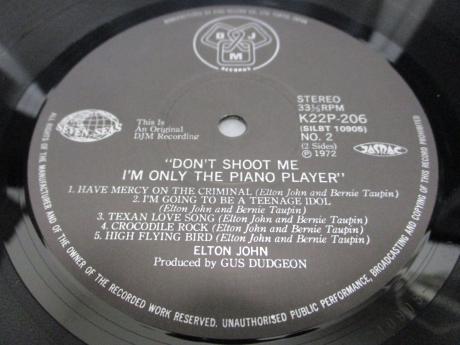 DJM
RECORDS
SEVEN-SEAS
This Is
An Original
DJM Recording
STEREO
33⅓RPM
K22P-206
(SILBT 10905)
NO. 2
(2 Sides)
Ⓟ 1972
JASRAC
"DON'T SHOOT ME
I'M ONLY THE PIANO PLAYER"
1. HAVE MERCY ON THE CRIMINAL (Elton John and Bernie Taupin)
2. I'M GOING TO BE A TEENAGE IDOL
(Elton John and Bernie Taupin)
3. TEXAN LOVE SONG (Elton John and Bernie Taupin)
4. CROCODILE ROCK (Elton John and Bernie Taupin)
5. HIGH FLYING BIRD (Elton John and Bernie Taupin)
ELTON JOHN
Produced by GUS DUDGEON
ALL RIGHTS OF THE MANUFACTURER AND OF THE OWNER OF THE RECORDED WORK RESERVED. UNAUTHORISED PUBLIC PERFORMANCE, BROADCASTING AND COPYING OF THIS RECORD PROHIBITED